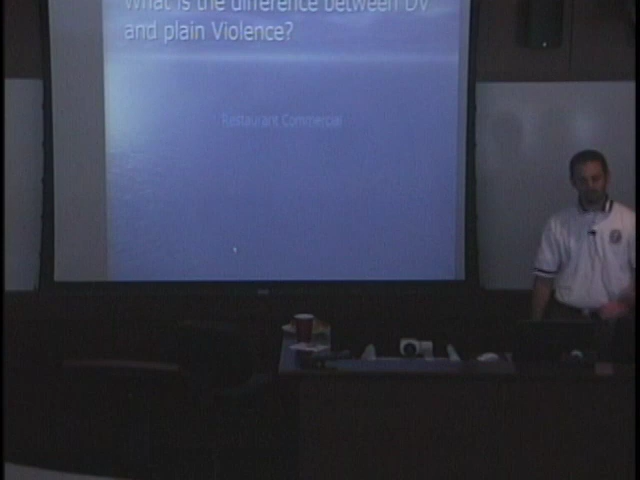 What is the difference between DV
and plain Violence?
Restaurant Commercial